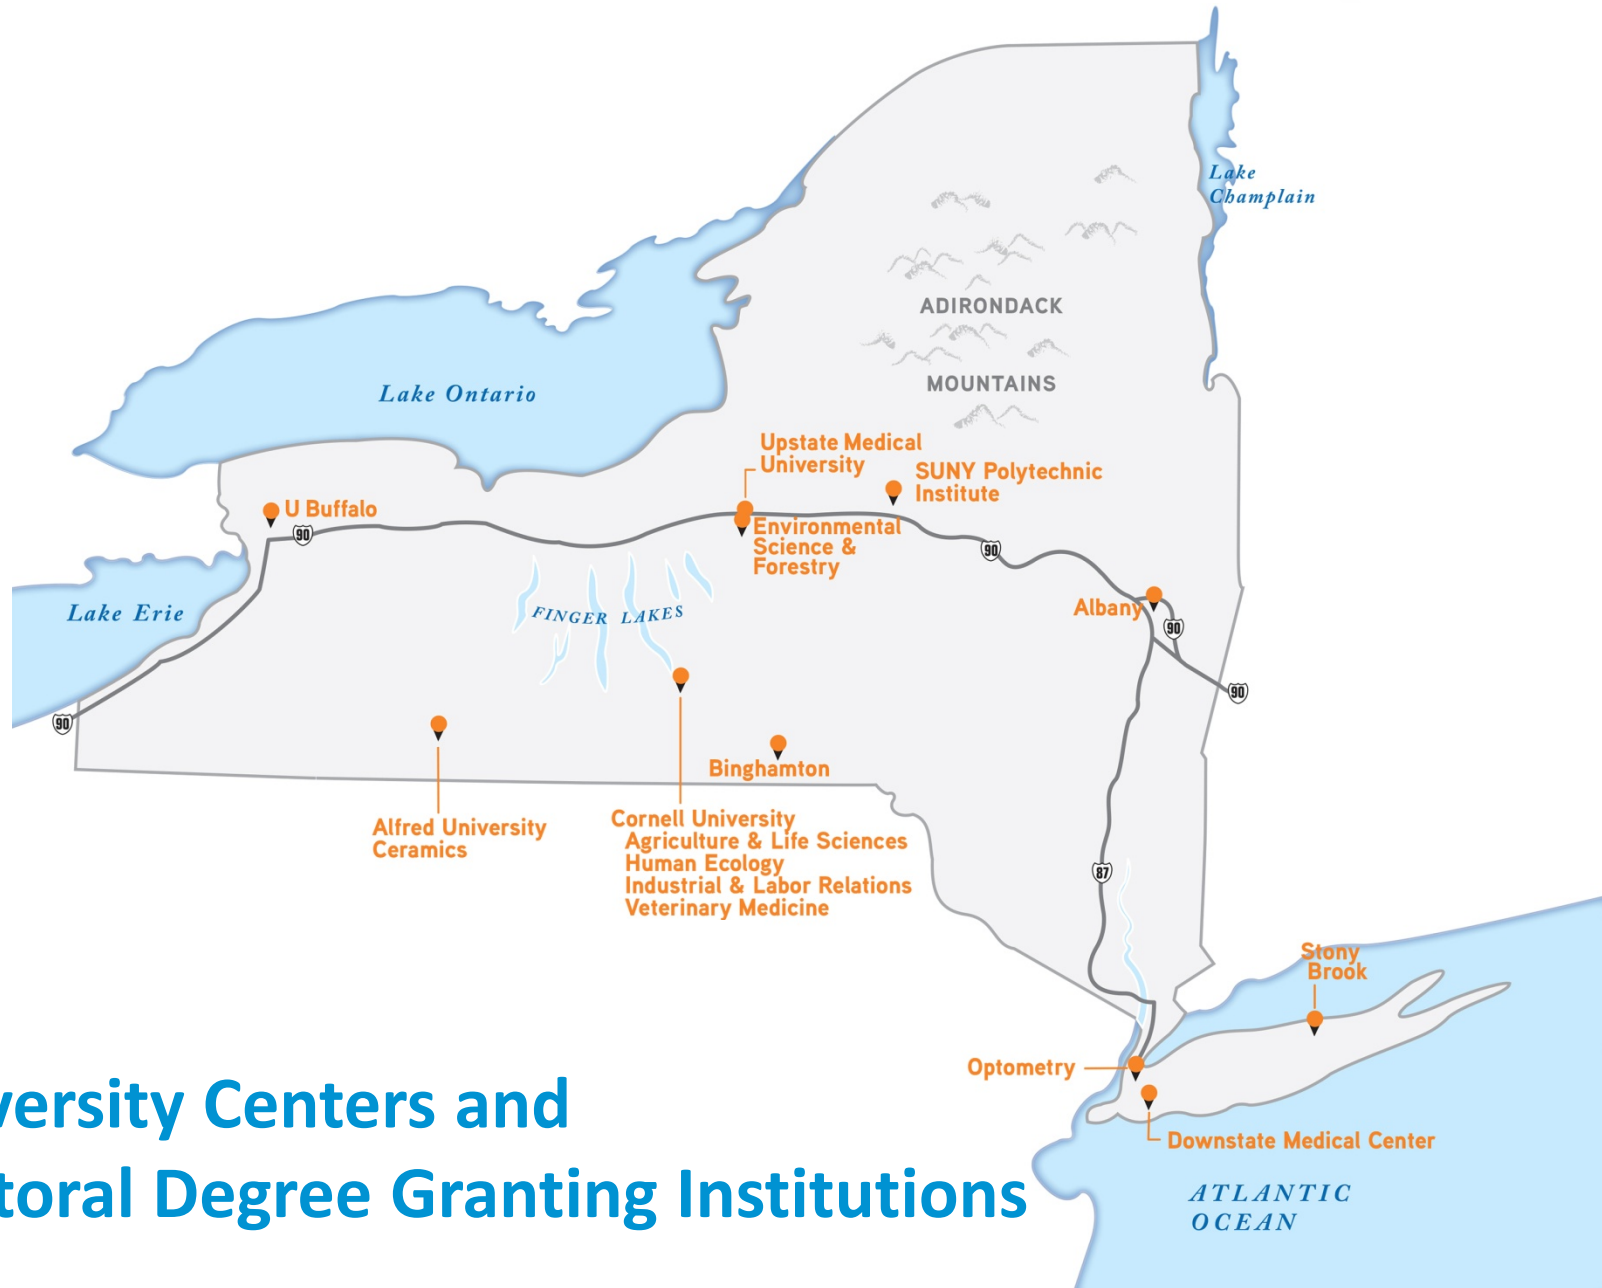 Lake
Champlain
ADIRONDACK
MOUNTAINS
Lake Ontario
Upstate Medical
University
SUNY Polytechnic
Institute
U Buffalo
90
Environmental
Science &
Forestry
90
Lake Erie
FINGER LAKES
Albany
90
90
90
Binghamton
Alfred University
Ceramics
Cornell University
Agriculture & Life Sciences
Human Ecology
Industrial & Labor Relations
Veterinary Medicine
87
Stony
Brook
Optometry
Downstate Medical Center
versity Centers and
toral Degree Granting Institutions
ATLANTIC
OCEAN